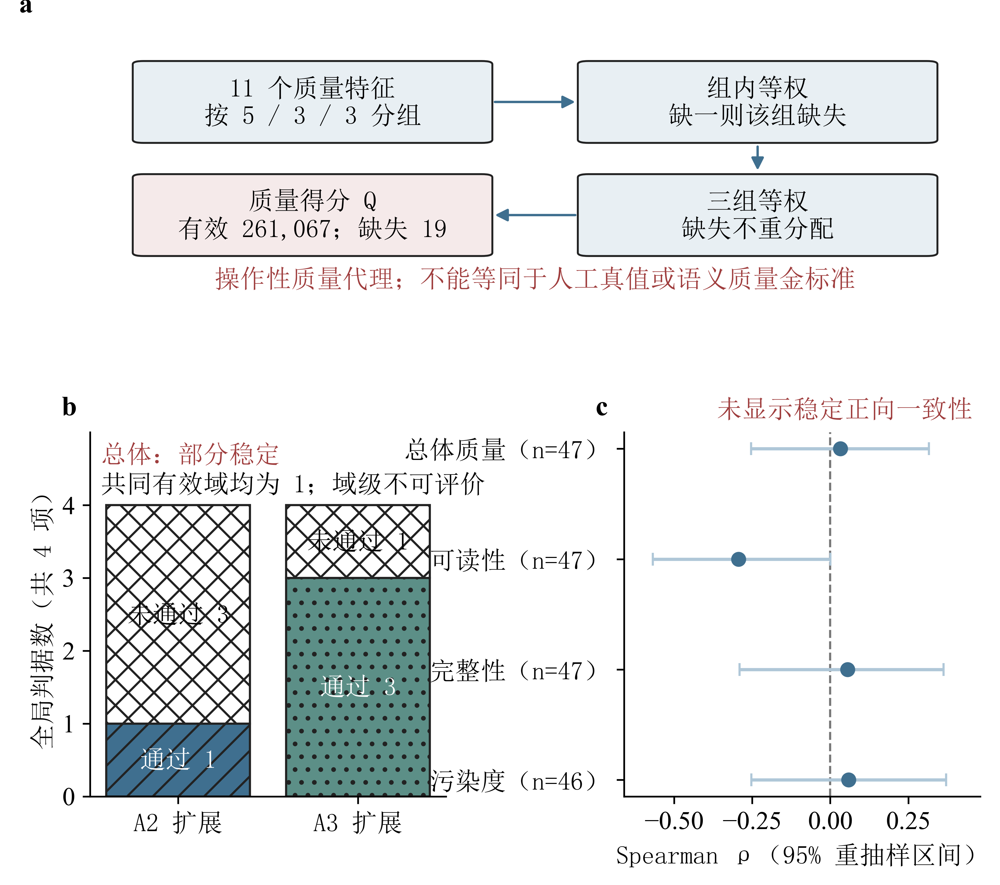 a
11 个质量特征
按 5 / 3 / 3 分组
组内等权
缺一则该组缺失
质量得分 Q
有效 261,067; 缺失 19
三组等权
缺失不重分配
操作性质量代理；不能等同于人工真值或语义质量金标准
b
总体：部分稳定
共同有效域均为 1；域级不可评价
全局判据数（共 4 项）
4
3
2
1
0
未通过 3
通过 1
未通过 1
通过 3
A2 扩展
A3 扩展
c
未显示稳定正向一致性
总体质量（n=47）
可读性（n=47）
完整性（n=47）
污染度（n=46）
−0.50
−0.25
0.00
0.25
Spearman ρ（95% 重抽样区间）